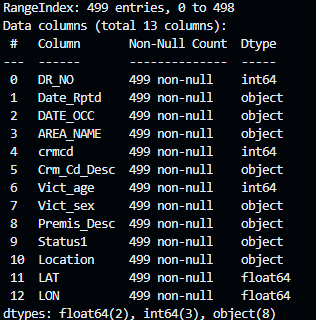 RangeIndex: 499 entries, 0 to 498
Data columns (total 13 columns):
 #   Column         Non-Null Count  Dtype
---  ------         --------------  -----
 0   DR_NO          499 non-null    int64
 1   Date_Rptd      499 non-null    object
 2   DATE_OCC       499 non-null    object
 3   AREA_NAME      499 non-null    object
 4   crmcd          499 non-null    int64
 5   Crm_Cd_Desc    499 non-null    object
 6   Vict_age       499 non-null    int64
 7   Vict_sex       499 non-null    object
 8   Premis_Desc    499 non-null    object
 9   Status1        499 non-null    object
 10  Location       499 non-null    object
 11  LAT            499 non-null    float64
 12  LON            499 non-null    float64
dtypes: float64(2), int64(3), object(8)